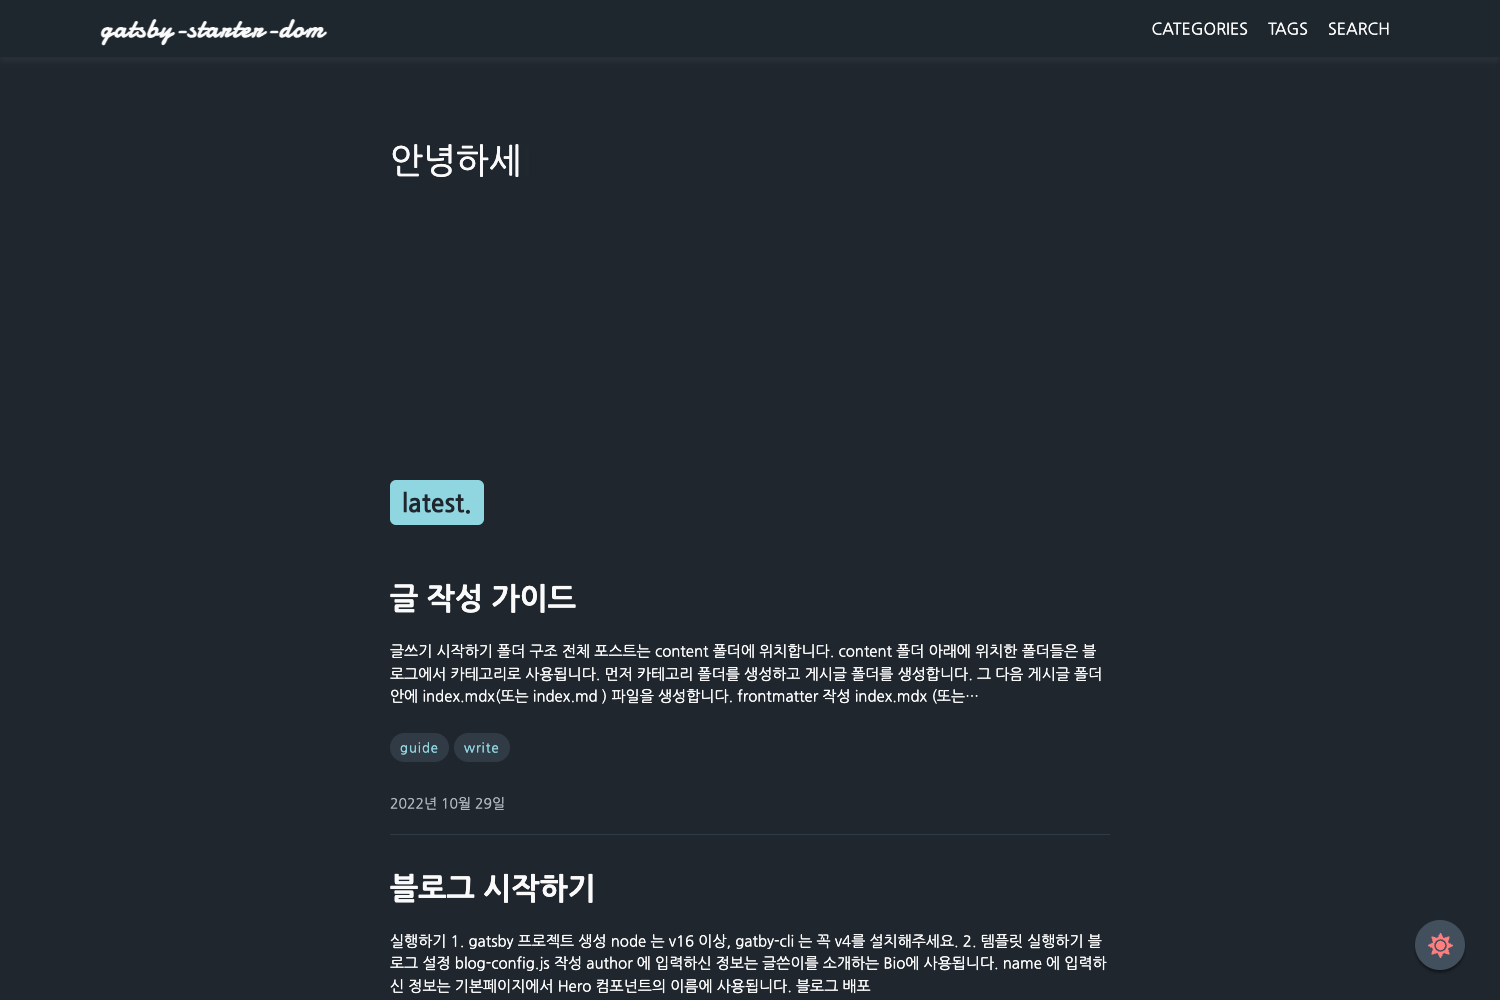 gatsby-starter-dom
CATEGORIES TAGS SEARCH
안녕하세
latest.
글 작성 가이드
글쓰기 시작하기 폴더 구조 전체 포스트는 content 폴더에 위치합니다. content 폴더 아래에 위치한 폴더들은 블
로그에서 카테고리로 사용됩니다. 먼저 카테고리 폴더를 생성하고 게시글 폴더를 생성합니다. 그 다음 게시글 폴더
안에 index.mdx(또는 index.md ) 파일을 생성합니다. frontmatter 작성 index.mdx (또는…
guide write
2022년 10월 29일
블로그 시작하기
실행하기 1. gatsby 프로젝트 생성 node 는 v16 이상, gatby-cli 는 꼭 v4를 설치해주세요. 2. 템플릿 실행하기 블
로그 설정 blog-config.js 작성 author 에 입력하신 정보는 글쓴이를 소개하는 Bio에 사용됩니다. name 에 입력하
신 정보는 기본페이지에서 Hero 컴포넌트의 이름에 사용됩니다. 블로그 배포